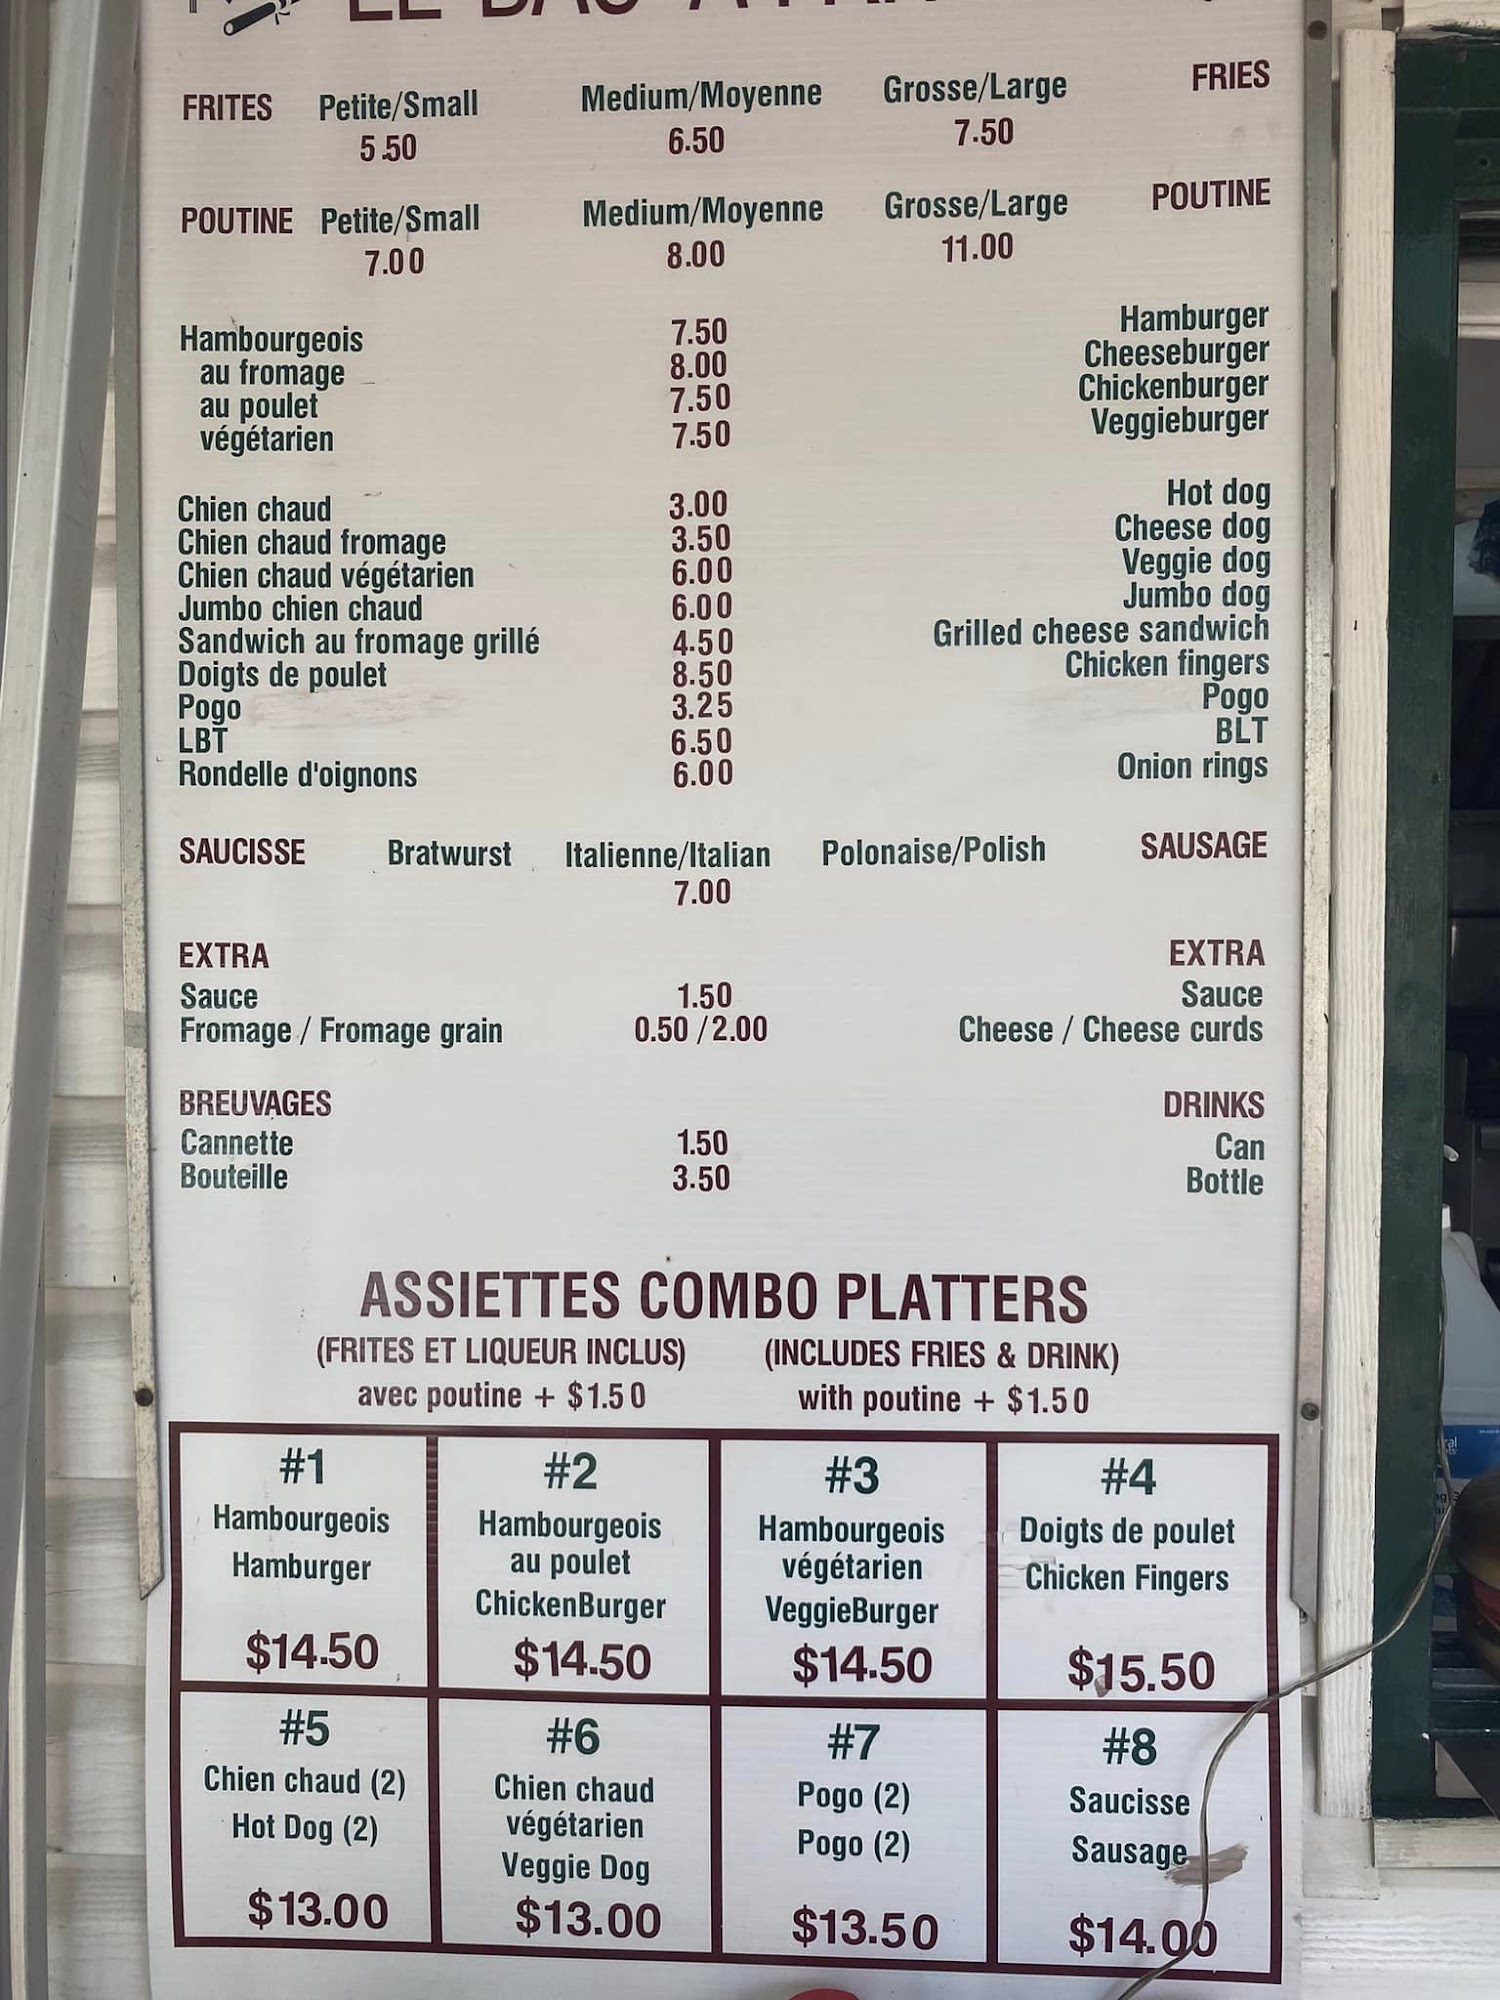 FRITES Petite/Small Medium/Moyenne Grosse/Large FRIES
5.50 6.50 7.50
POUTINE Petite/Small Medium/Moyenne Grosse/Large POUTINE
7.00 8.00 11.00
Hambourgeois 7.50 Hamburger
au fromage 8.00 Cheeseburger
au poulet 7.50 Chickenburger
végétarien 7.50 Veggieburger
Chien chaud 3.00 Hot dog
Chien chaud fromage 3.50 Cheese dog
Chien chaud végétarien 6.00 Veggie dog
Jumbo chien chaud 6.00 Jumbo dog
Sandwich au fromage grillé 4.50 Grilled cheese sandwich
Doigts de poulet 8.50 Chicken fingers
Pogo 3.25 Pogo
LBT 6.50 BLT
Rondelle d'oignons 6.00 Onion rings
SAUCISSE Bratwurst Italienne/Italian Polonaise/Polish SAUSAGE
7.00
EXTRA EXTRA
Sauce 1.50 Sauce
Fromage / Fromage grain 0.50 / 2.00 Cheese / Cheese curds
BREUVAGES DRINKS
Cannette 1.50 Can
Bouteille 3.50 Bottle
ASSIETTES COMBO PLATTERS
(FRITES ET LIQUEUR INCLUS) (INCLUDES FRIES & DRINK)
avec poutine + $1.50 with poutine + $1.50
#1
Hambourgeois
Hamburger
$14.50
#2
Hambourgeois
au poulet
ChickenBurger
$14.50
#3
Hambourgeois
végétarien
VeggieBurger
$14.50
#4
Doigts de poulet
Chicken Fingers
$15.50
#5
Chien chaud (2)
Hot Dog (2)
$13.00
#6
Chien chaud
végétarien
Veggie Dog
$13.00
#7
Pogo (2)
Pogo (2)
$13.50
#8
Saucisse
Sausage
$14.00